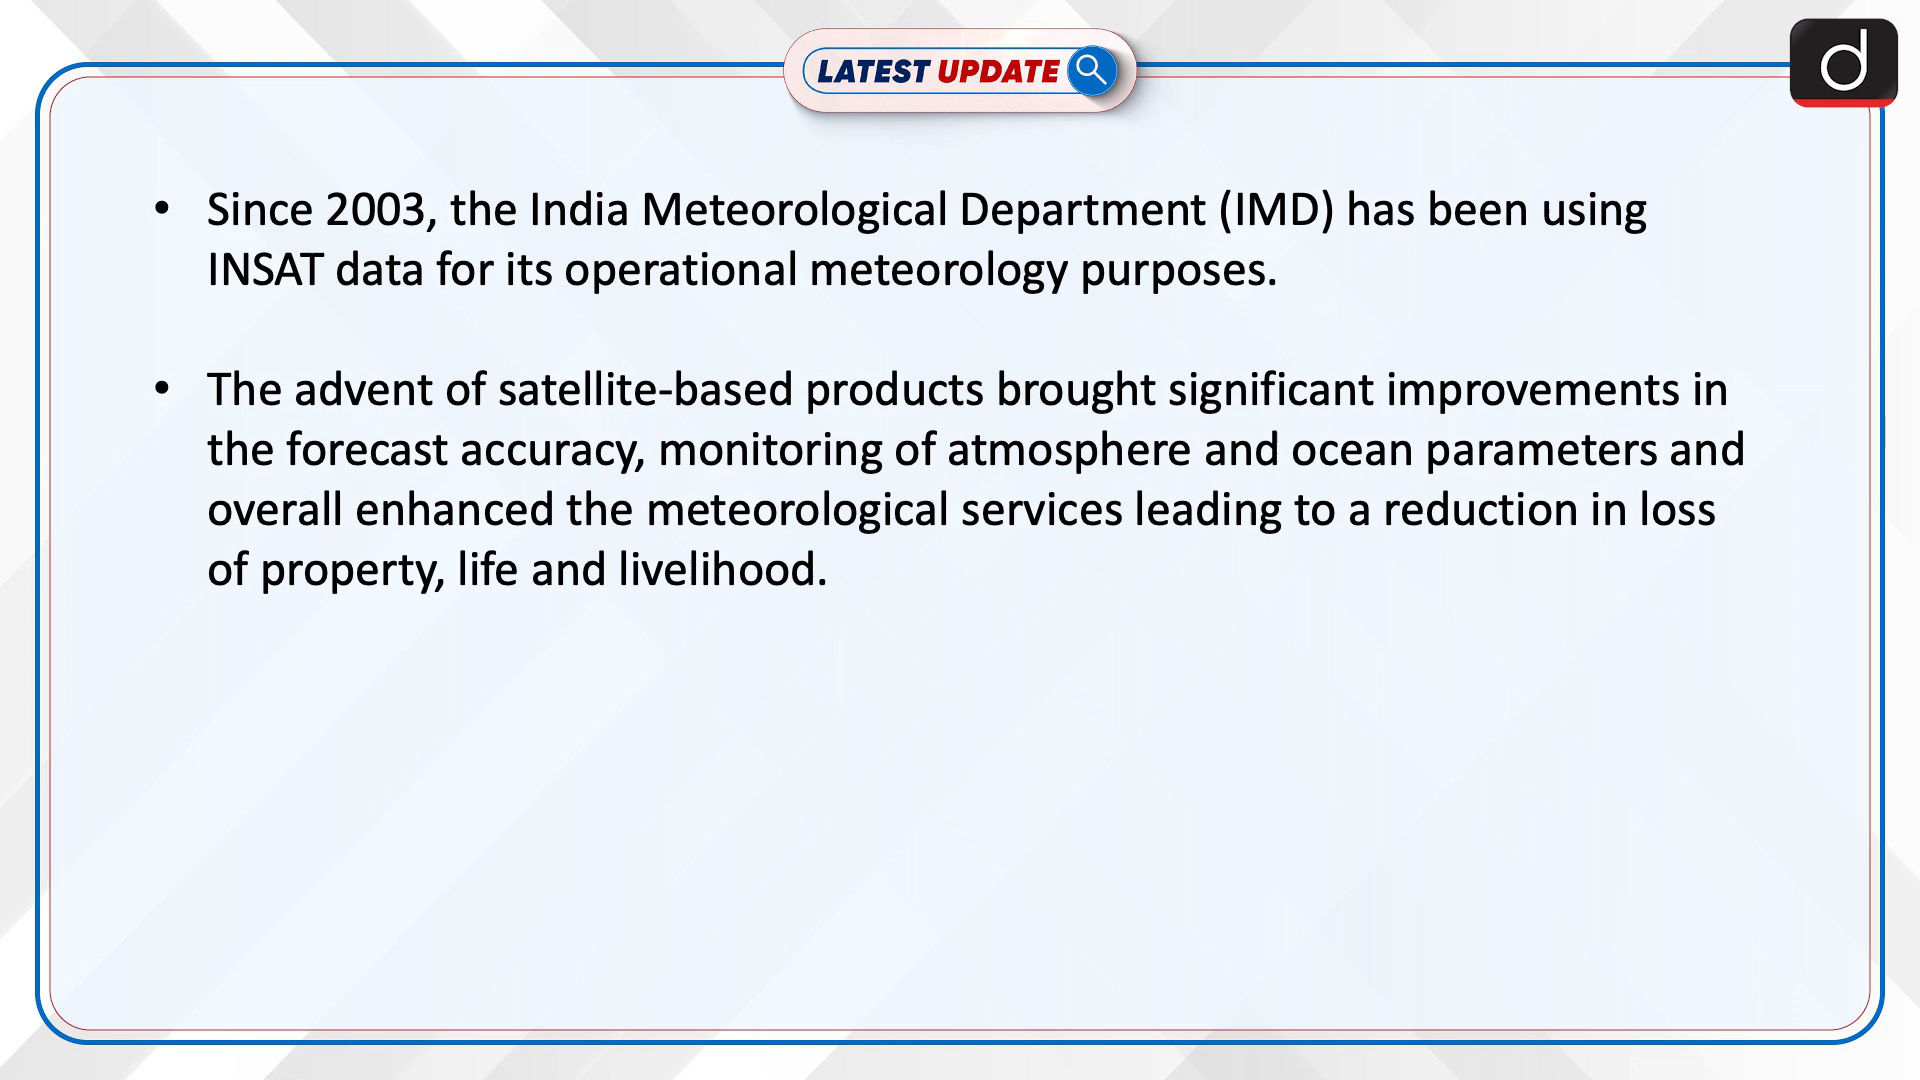 LATEST UPDATE
d
• Since 2003, the India Meteorological Department (IMD) has been using
INSAT data for its operational meteorology purposes.
• The advent of satellite-based products brought significant improvements in
the forecast accuracy, monitoring of atmosphere and ocean parameters and
overall enhanced the meteorological services leading to a reduction in loss
of property, life and livelihood.